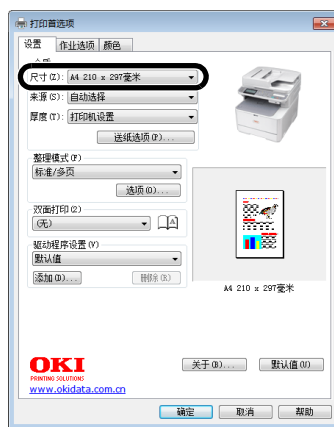 打印首选项
设置 作业选项 颜色
尺寸(Z): A4 210 x 297毫米
来源(S): 自动选择
厚度(T): 打印机设置
送纸选项(P)...
整理模式(F)
标准/多页
选项(O)...
双面打印(2)
(无)
驱动程序设置(V)
默认值
添加(D)... 删除(R)
A4 210 x 297毫米
OKI
PRINTING SOLUTIONS
www.okidata.com.cn
关于(B)... 默认值(U)
确定 取消 帮助